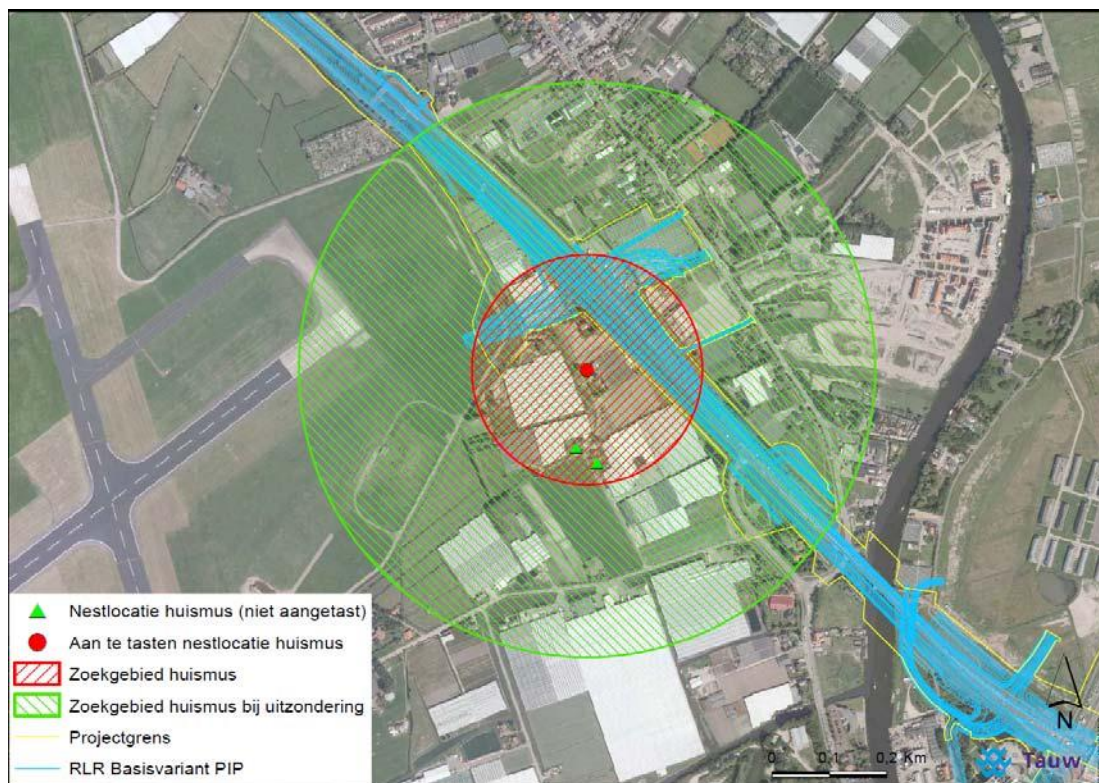 Nestlocatie huismus (niet aangetast)
Aan te tasten nestlocatie huismus
Zoekgebied huismus
Zoekgebied huismus bij uitzondering
Projectgrens
RLR Basisvariant PIP
0 0,1 0,2 Km
N
Tauw